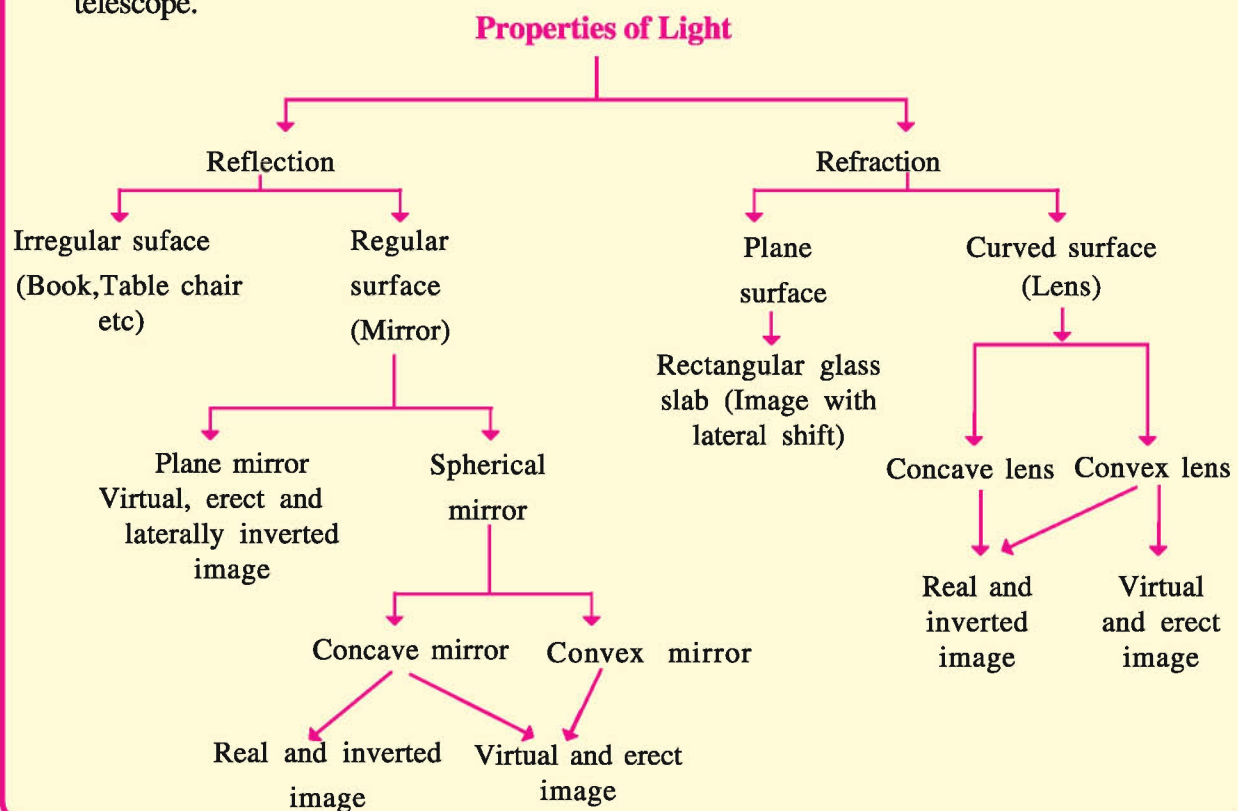 telescope.
Properties of Light
Reflection
Refraction
Irregular suface
(Book,Table chair
etc)
Regular
surface
(Mirror)
Plane
surface
Curved surface
(Lens)
Rectangular glass
slab (Image with
lateral shift)
Plane mirror
Virtual, erect and
laterally inverted
image
Spherical
mirror
Concave lens
Convex lens
Real and
inverted
image
Virtual
and erect
image
Concave mirror
Convex mirror
Real and inverted
image
Virtual and erect
image